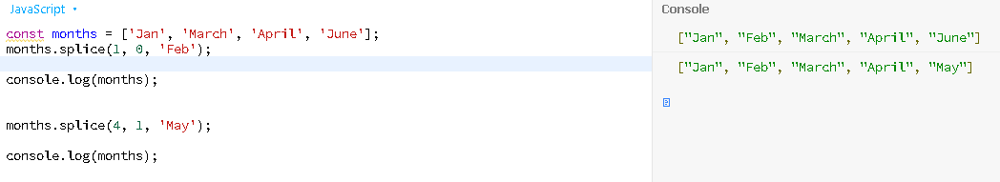 JavaScript
const months = ['Jan', 'March', 'April', 'June'];
months.splice(1, 0, 'Feb');
console.log(months);
months.splice(4, 1, 'May');
console.log(months);
Console
["Jan", "Feb", "March", "April", "June"]
["Jan", "Feb", "March", "April", "May"]